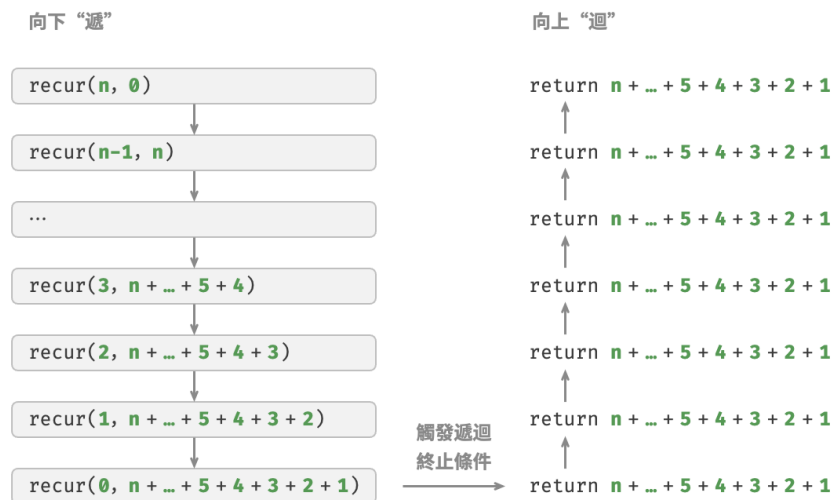 向下“遞”
recur(n, 0)
recur(n-1, n)
...
recur(3, n + … + 5 + 4)
recur(2, n + … + 5 + 4 + 3)
recur(1, n + … + 5 + 4 + 3 + 2)
recur(0, n + … + 5 + 4 + 3 + 2 + 1)
觸發遞迴
終止條件
向上“迴”
return n + … + 5 + 4 + 3 + 2 + 1
return n + … + 5 + 4 + 3 + 2 + 1
return n + … + 5 + 4 + 3 + 2 + 1
return n + … + 5 + 4 + 3 + 2 + 1
return n + … + 5 + 4 + 3 + 2 + 1
return n + … + 5 + 4 + 3 + 2 + 1
return n + … + 5 + 4 + 3 + 2 + 1